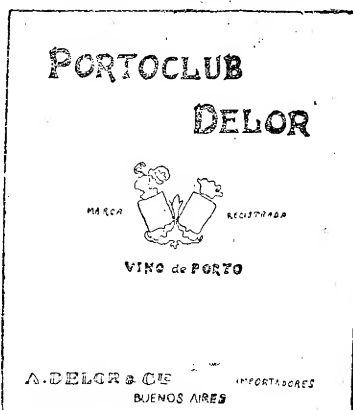 PORTOCLUB
DELOR
MARCA REGISTRADA
VINO de PORTO
A. DELOR & Cie IMPORTADORES
BUENOS AIRES